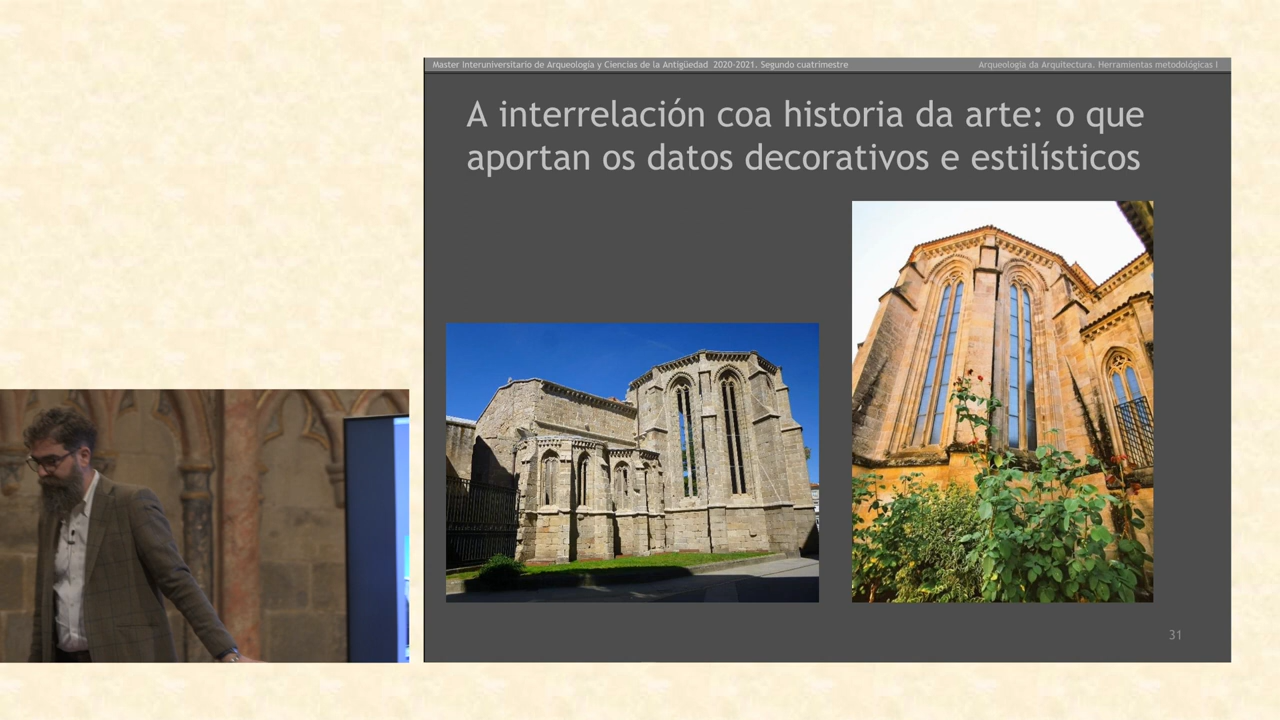 Master Interuniversitario de Arqueología y Ciencias de la Antigüedad 2020-2021. Segundo cuatrimestre
Arqueología da Arquitectura. Herramientas metodológicas I
A interrelación coa historia da arte: o que
aportan os datos decorativos e estilísticos
31